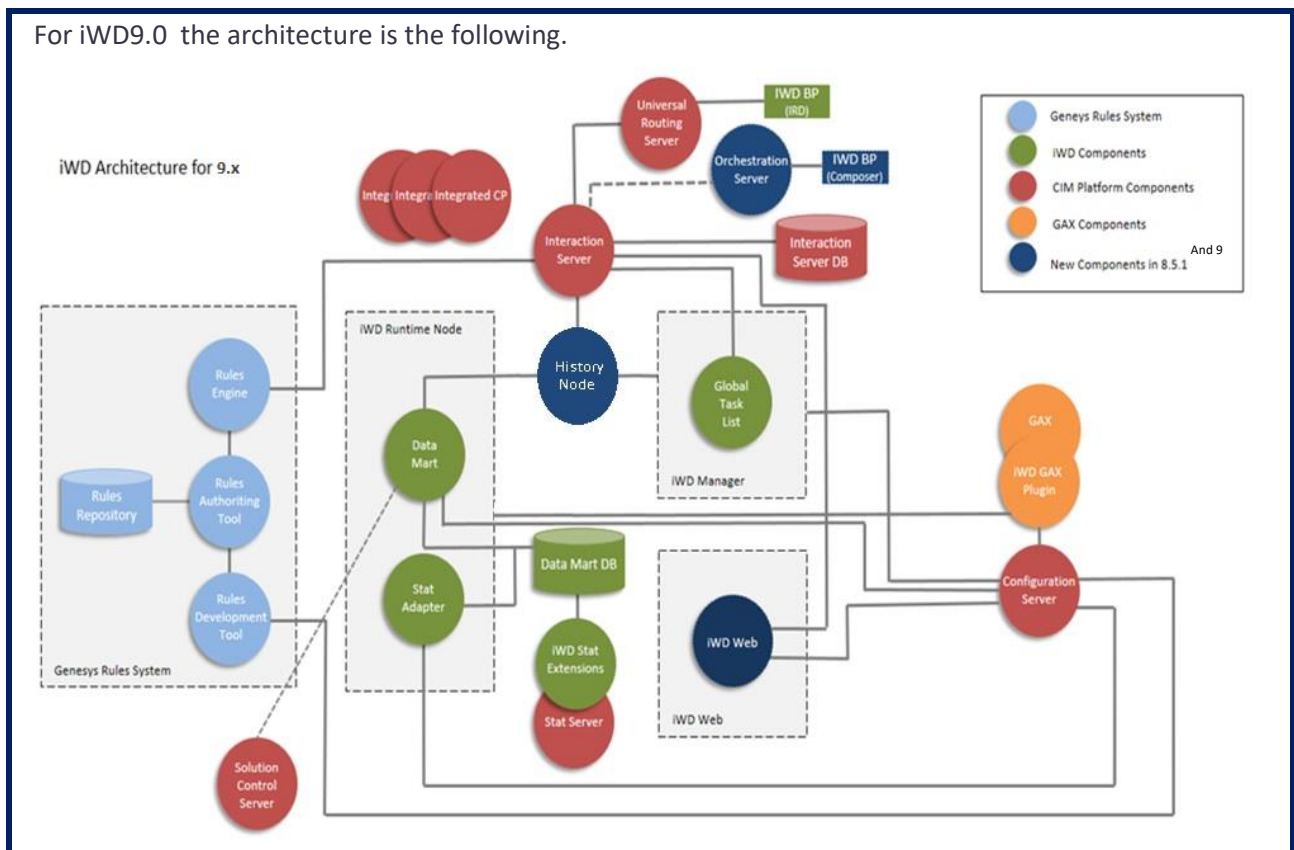 For iWD9.0 the architecture is the following.
iWD Architecture for 9.x
Universal
Routing
Server
IWD BP
(IRD)
Orchestration
Server
IWD BP
(Composer)
Integ
Integra
Integrated CP
Interaction
Server
Interaction
Server DB
Geneys Rules System
iWD Components
CIM Platform Components
GAX Components
New Components in 8.5.1 And 9
iWD Runtime Node
Rules
Engine
History
Node
Global
Task
List
Data
Mart
GAX
iWD GAX
Plugin
iWD Manager
Rules
Repository
Rules
Authoriting
Tool
Data Mart DB
Stat
Adapter
Configuration
Server
Rules
Development
Tool
iWD Web
iWD Stat
Extensions
Genesys Rules System
Stat Server
iWD Web
Solution
Control
Server